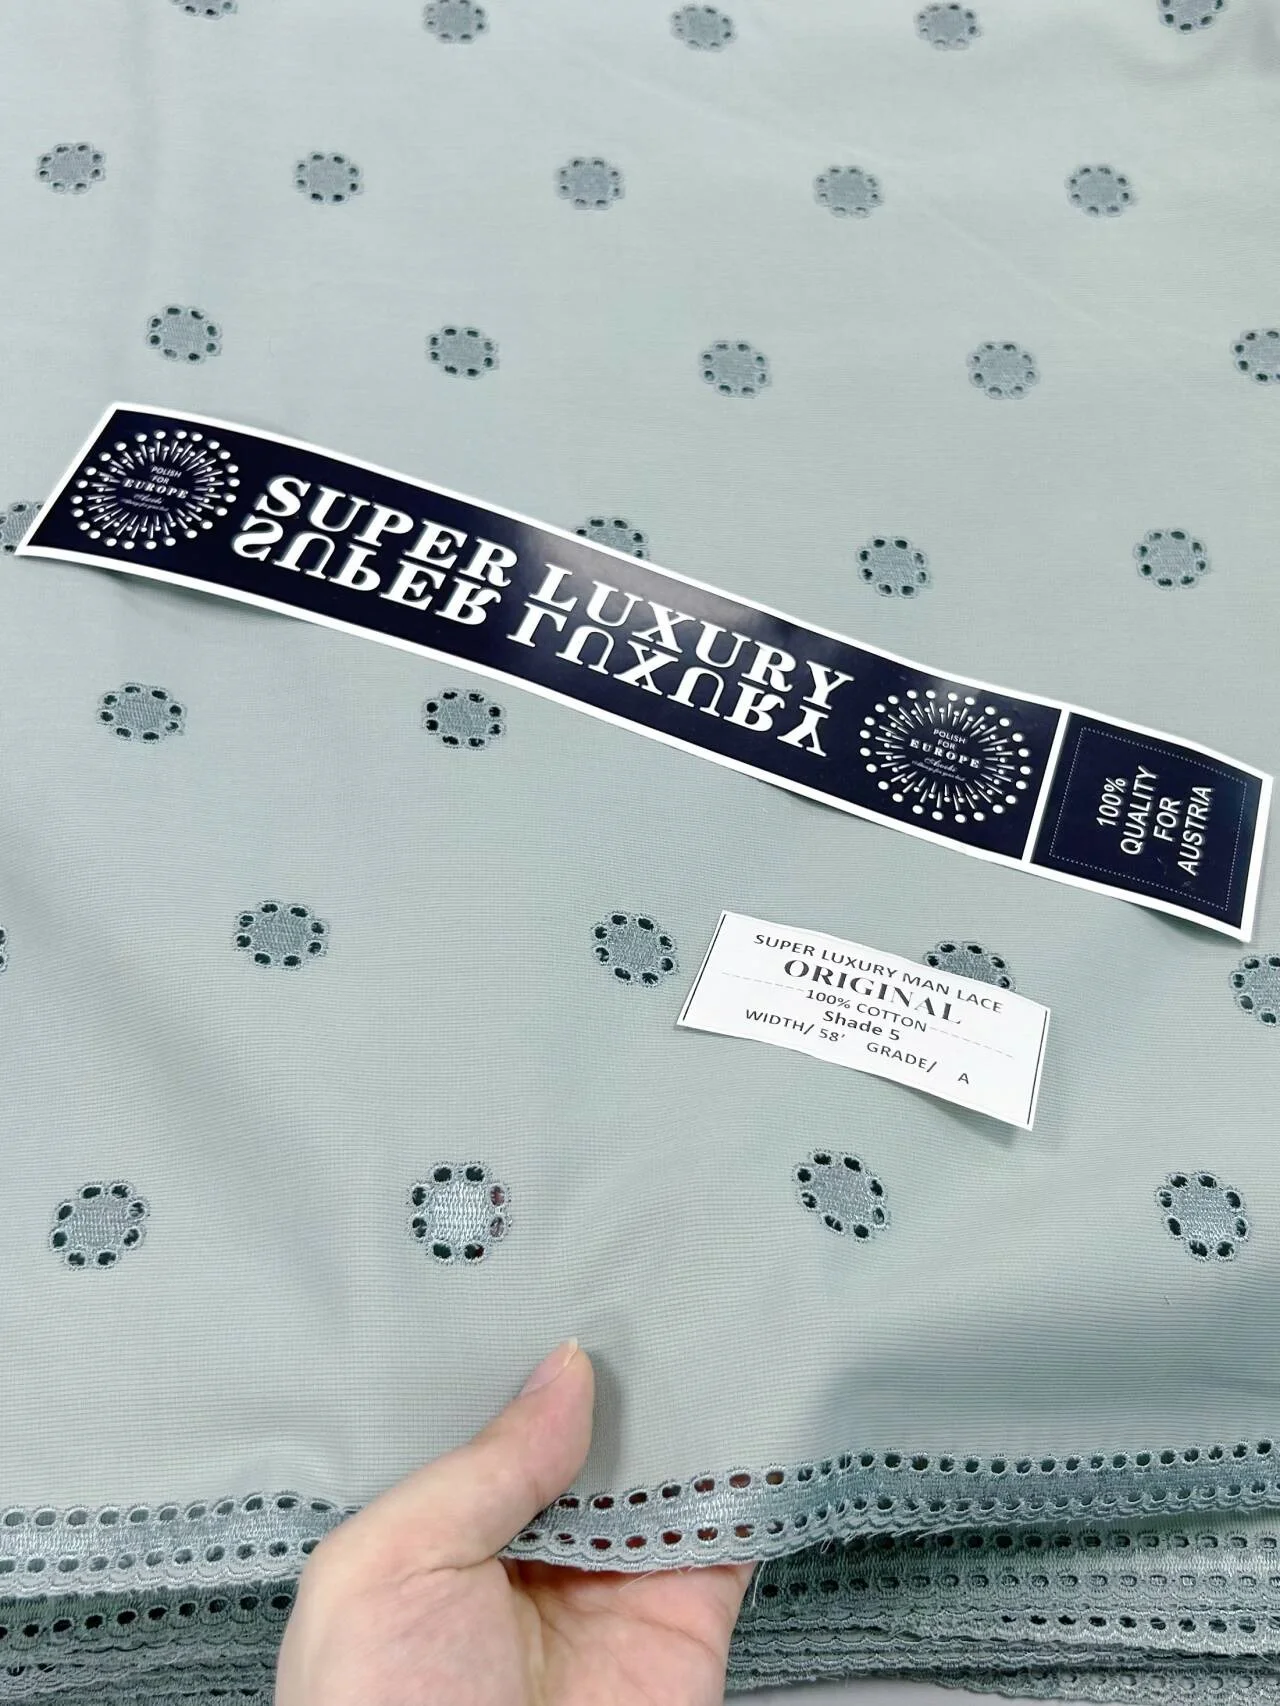 POLISH
FOR
EUROPE
SUPER LUXURY
SUPER LUXURY
POLISH
FOR
EUROPE
100%
QUALITY
FOR
AUSTRIA
SUPER LUXURY MAN LACE
ORIGINAL
100% COTTON
Shade 5
WIDTH/ 58' GRADE/ A